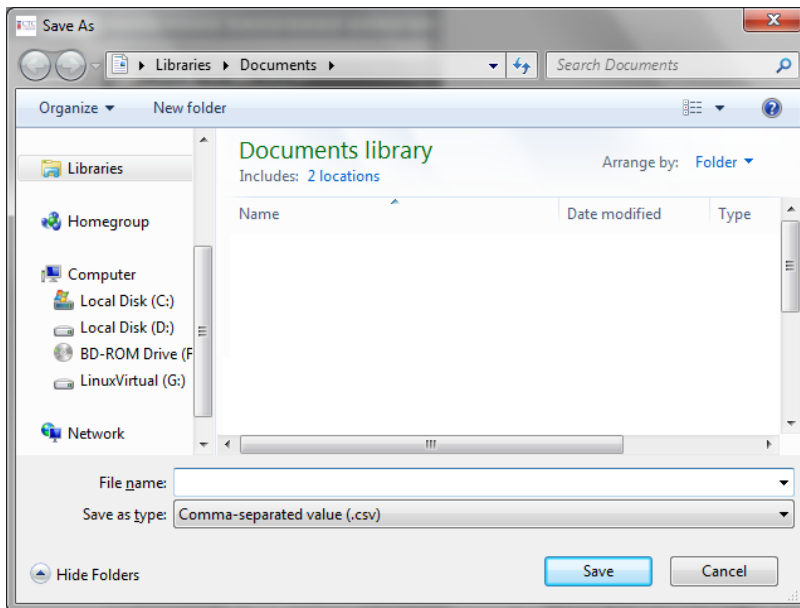 Save As
Libraries Documents
Search Documents
Organize New folder
Documents library
Includes: 2 locations
Arrange by: Folder
Name Date modified Type
Libraries
Homegroup
Computer
Local Disk (C:)
Local Disk (D:)
BD-ROM Drive (F
LinuxVirtual (G:)
Network
File name:
Save as type: Comma-separated value (.csv)
Hide Folders
Save Cancel